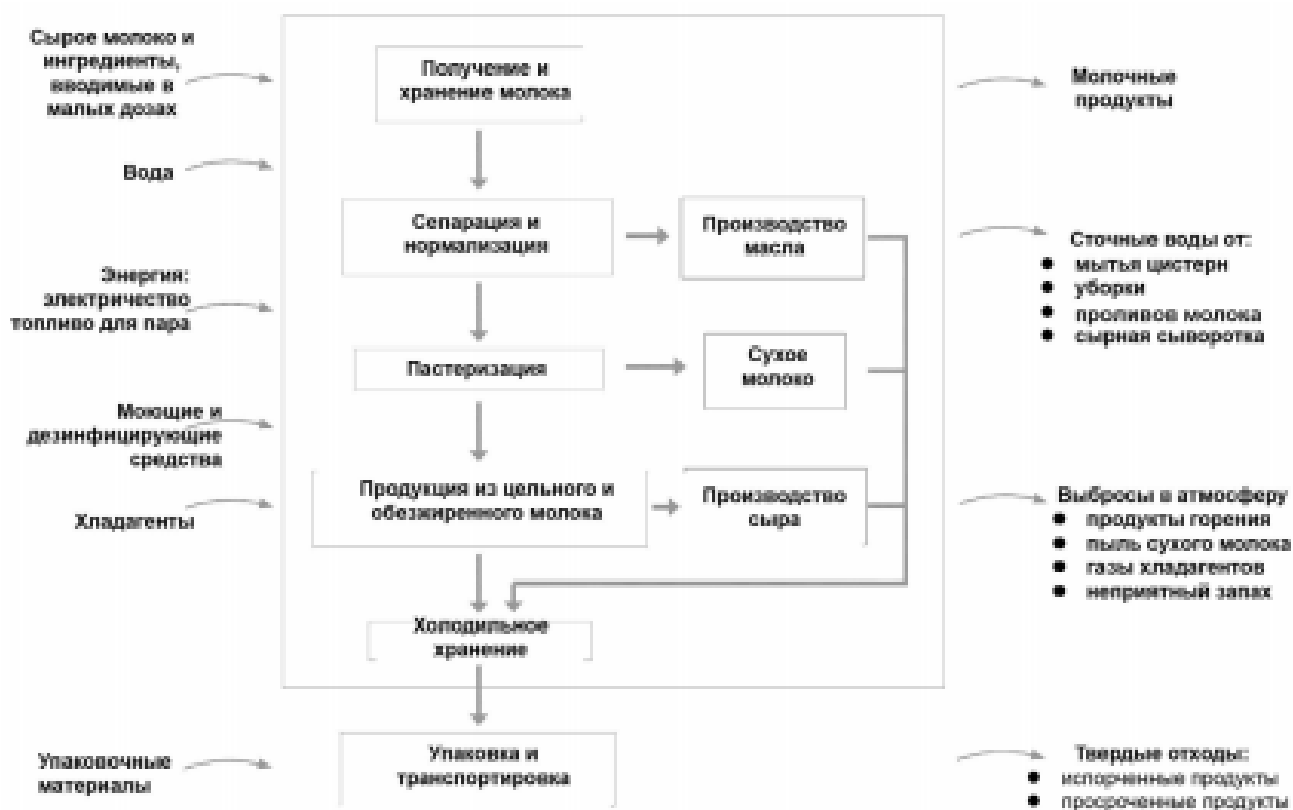 Сырое молоко и
ингредиенты,
вводимые в
малых дозах
Вода
Энергия:
электричество
топливо для пара
Моющие и
дезинфицирующие
средства
Хладагенты
Упаковочные
материалы
Получение и
хранение молока
Сепарация и
нормализация
Производство
масла
Пастеризация
Сухое
молоко
Продукция из цельного и
обезжиренного молока
Производство
сыра
Холодильное
хранение
Упаковка и
транспортировка
Молочные
продукты
Сточные воды от:
● мытья цистерн
● уборки
● проливов молока
● сырная сыворотка
Выбросы в атмосферу
● продукты горения
● пыль сухого молока
● газы хладагентов
● неприятный запах
Твердые отходы:
● испорченные продукты
● просроченные продукты